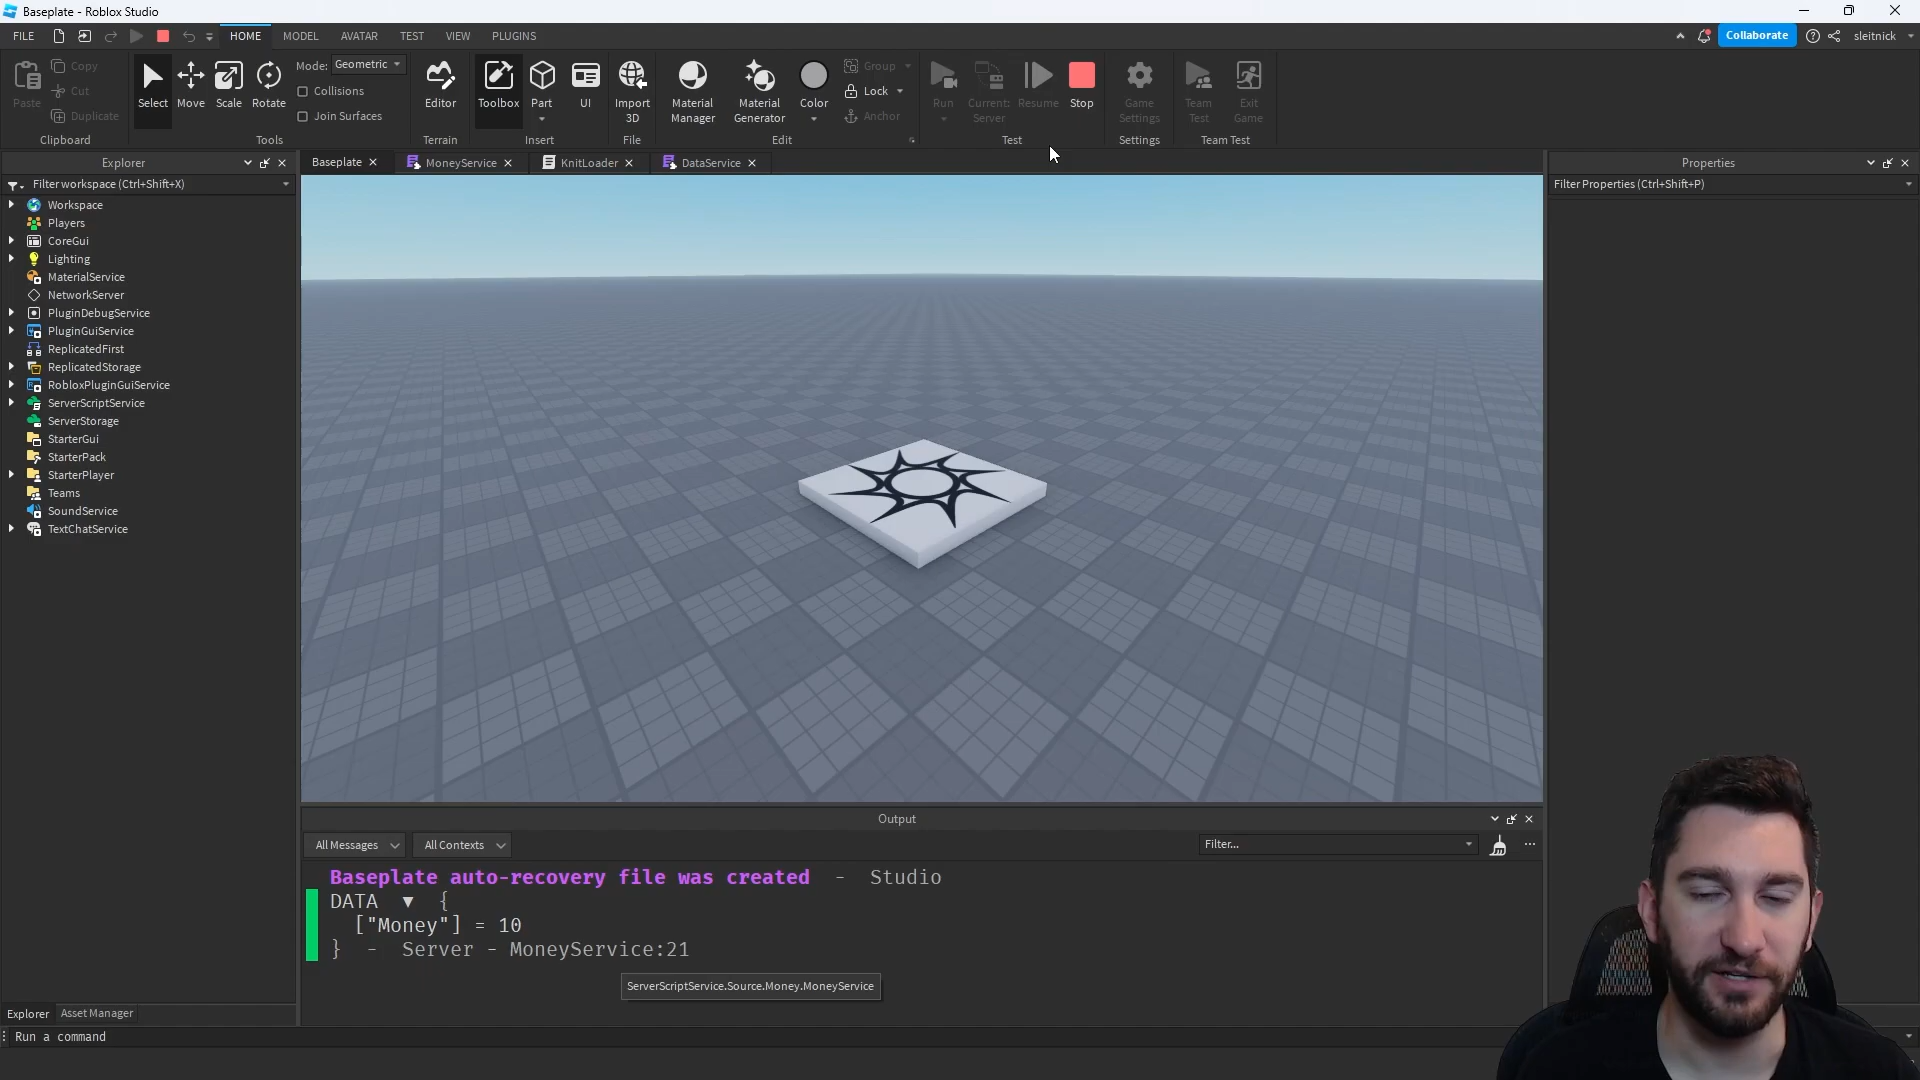 Baseplate - Roblox Studio
FILE HOME MODEL AVATAR TEST VIEW PLUGINS Collaborate sleitnick
Paste Copy Cut Duplicate Clipboard
Select Move Scale Rotate Mode: Geometric Collisions Join Surfaces Tools
Editor Terrain
Toolbox Part UI Insert
Import 3D File
Material Manager Material Generator Color Group Lock Anchor Edit
Run Current: Server Resume Stop Test
Game Settings Settings
Team Test Exit Game Team Test
Explorer
Filter workspace (Ctrl+Shift+X)
Workspace
Players
CoreGui
Lighting
MaterialService
NetworkServer
PluginDebugService
PluginGuiService
ReplicatedFirst
ReplicatedStorage
RobloxPluginGuiService
ServerScriptService
ServerStorage
StarterGui
StarterPack
StarterPlayer
Teams
SoundService
TextChatService
Explorer Asset Manager
Baseplate MoneyService KnitLoader DataService
Properties
Filter Properties (Ctrl+Shift+P)
Output
All Messages All Contexts Filter...
Baseplate auto-recovery file was created - Studio
DATA ▼ {
["Money"] = 10
} - Server - MoneyService:21
ServerScriptService.Source.Money.MoneyService
Run a command